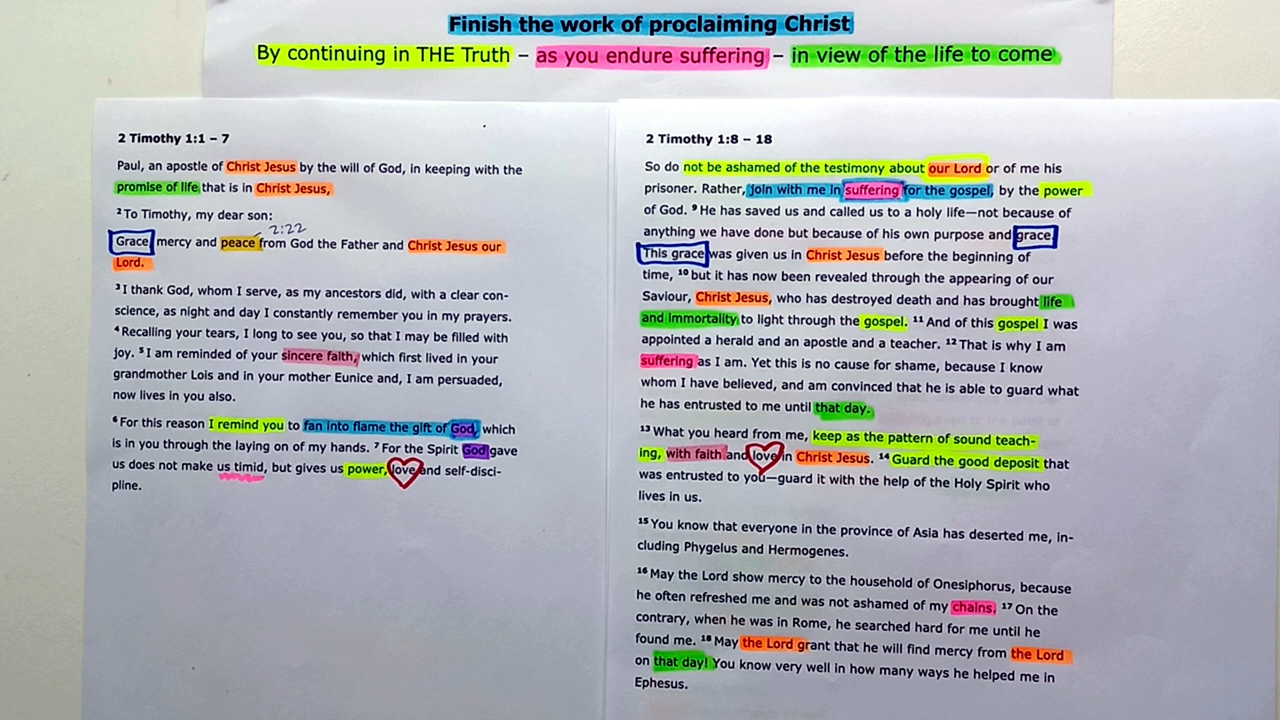 Finish the work of proclaiming Christ
By continuing in THE Truth – as you endure suffering – in view of the life to come
2 Timothy 1:1 – 7
Paul, an apostle of Christ Jesus by the will of God, in keeping with the
promise of life that is in Christ Jesus,
2 To Timothy, my dear son:
2:22
Grace, mercy and peace from God the Father and Christ Jesus our
Lord.
3 I thank God, whom I serve, as my ancestors did, with a clear con-
science, as night and day I constantly remember you in my prayers.
4 Recalling your tears, I long to see you, so that I may be filled with
joy. 5 I am reminded of your sincere faith, which first lived in your
grandmother Lois and in your mother Eunice and, I am persuaded,
now lives in you also.
6 For this reason I remind you to fan into flame the gift of God, which
is in you through the laying on of my hands. 7 For the Spirit God gave
us does not make us timid, but gives us power, love and self-disci-
pline.
2 Timothy 1:8 – 18
So do not be ashamed of the testimony about our Lord or of me his
prisoner. Rather, join with me in suffering for the gospel, by the power
of God. 9 He has saved us and called us to a holy life—not because of
anything we have done but because of his own purpose and grace.
This grace was given us in Christ Jesus before the beginning of
time, 10 but it has now been revealed through the appearing of our
Saviour, Christ Jesus, who has destroyed death and has brought life
and immortality to light through the gospel. 11 And of this gospel I was
appointed a herald and an apostle and a teacher. 12 That is why I am
suffering as I am. Yet this is no cause for shame, because I know
whom I have believed, and am convinced that he is able to guard what
he has entrusted to me until that day.
13 What you heard from me, keep as the pattern of sound teach-
ing, with faith and love in Christ Jesus. 14 Guard the good deposit that
was entrusted to you—guard it with the help of the Holy Spirit who
lives in us.
15 You know that everyone in the province of Asia has deserted me, in-
cluding Phygelus and Hermogenes.
16 May the Lord show mercy to the household of Onesiphorus, because
he often refreshed me and was not ashamed of my chains. 17 On the
contrary, when he was in Rome, he searched hard for me until he
found me. 18 May the Lord grant that he will find mercy from the Lord
on that day! You know very well in how many ways he helped me in
Ephesus.